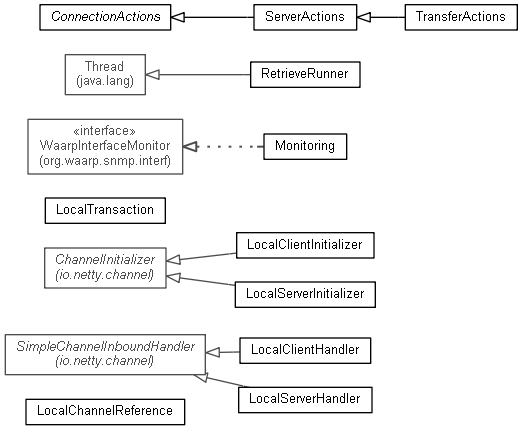 ConnectionActions
ServerActions
TransferActions
Thread
(java.lang)
RetrieveRunner
«interface»
WaarpInterfaceMonitor
(org.waarp.snmp.interf)
Monitoring
LocalTransaction
ChannelInitializer
(io.netty.channel)
LocalClientInitializer
LocalServerInitializer
SimpleChannelInboundHandler
(io.netty.channel)
LocalClientHandler
LocalServerHandler
LocalChannelReference